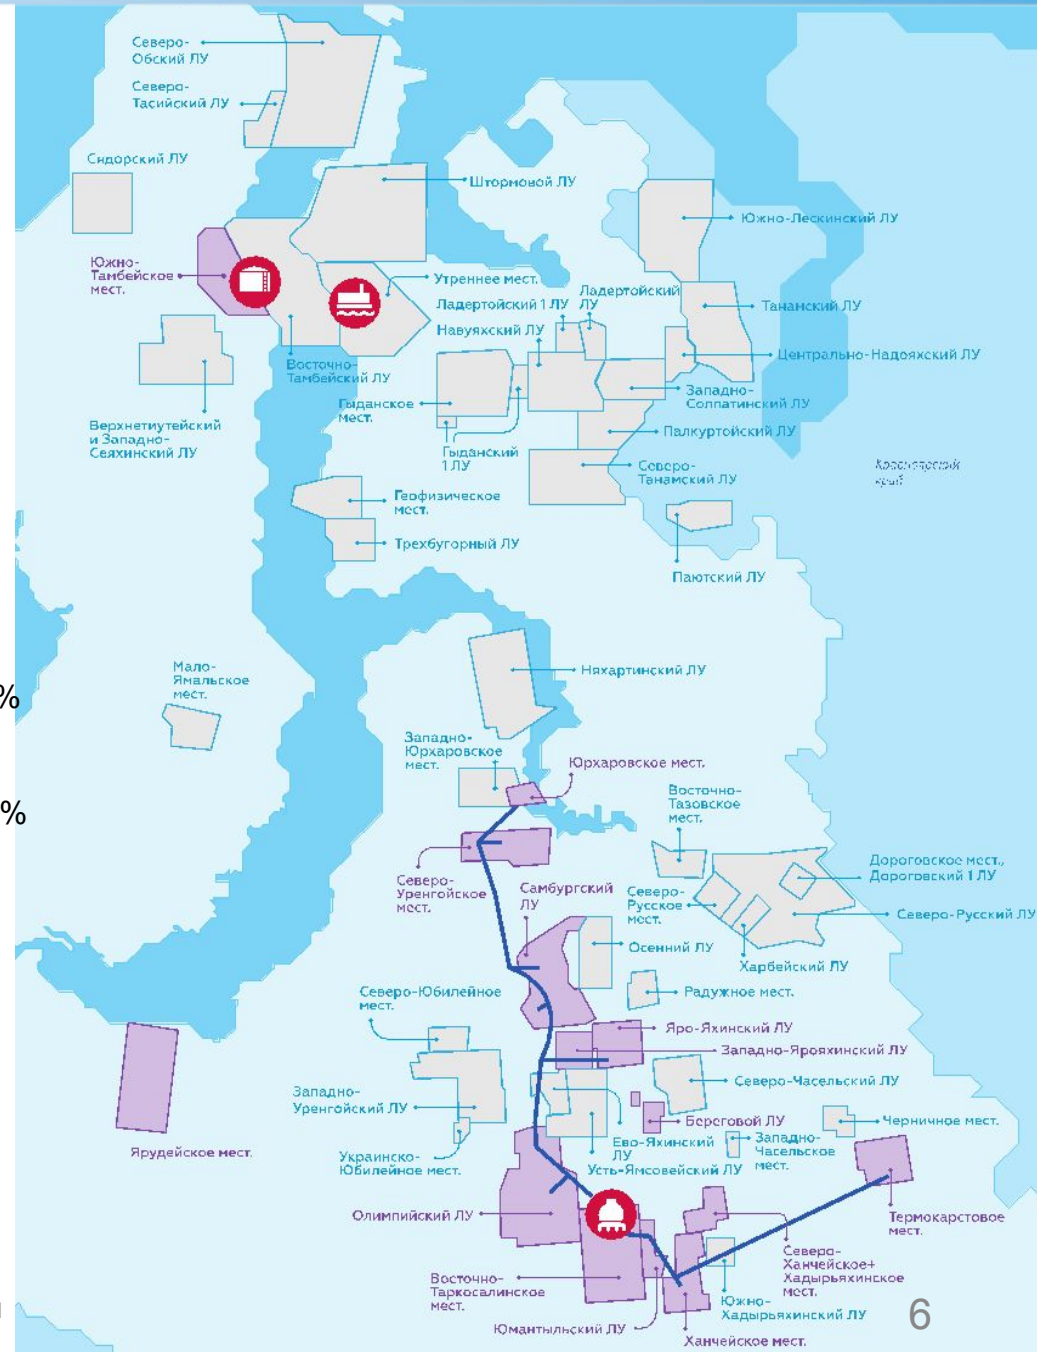 Северо-
Обский ЛУ
Северо-
Тасийский ЛУ
Сядорский ЛУ
Штормовой ЛУ
Южно-Лескинский ЛУ
Южно-
Тамбейское
мест.
Утреннее мест.
Ладертойский 1 ЛУ
Ладертойский
ЛУ
Танамский ЛУ
Навуяхский ЛУ
Центрально-Надояхский ЛУ
Восточно-
Тамбейский ЛУ
Западно-
Солпатинский ЛУ
Гыданское
мест.
Верхнетиутейский
и Западно-
Сеяхинский ЛУ
Палкуртойский ЛУ
Гыданский
1 ЛУ
Северо-
Танамский ЛУ
Красноярский
край
Геофизическое
мест.
Трехбугорный ЛУ
Паютский ЛУ
Мало-
Ямальское
мест.
Няхартинский ЛУ
%
Западно-
Юрхаровское
мест.
Юрхаровское мест.
Восточно-
Тазовское
мест.
%
Дороговское мест.,
Дороговский 1 ЛУ
Северо-
Уренгойское
мест.
Самбургский
ЛУ
Северо-
Русское
мест.
Северо-Русский ЛУ
Осенний ЛУ
Харбейский ЛУ
Северо-Юбилейное
мест.
Радужное мест.
Яро-Яхинский ЛУ
Западно-Ярояхинский ЛУ
Северо-Часельский ЛУ
Западно-
Уренгойский ЛУ
Береговой ЛУ
Черничное мест.
Ярудейское мест.
Украинско-
Юбилейное мест.
Ево-Яхинский
ЛУ
Западно-
Часельское
мест.
Усть-Ямсовейский ЛУ
Олимпийский ЛУ
Термокарстовое
мест.
Северо-
Ханчейское+
Хадырьяхинское
мест.
Восточно-
Таркосалинское
мест.
Южно-
Хадырьяхинский ЛУ
Юмантыльский ЛУ
Ханчейское мест.
6